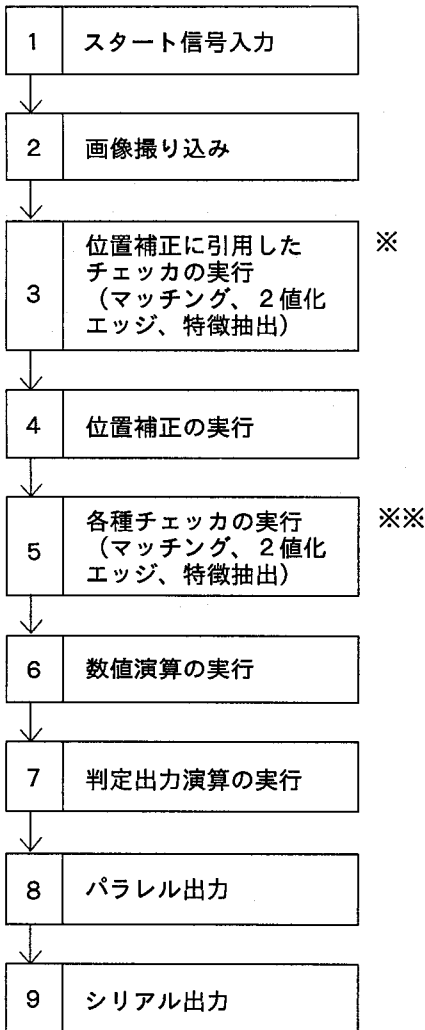 1 スタート信号入力
2 画像撮り込み
位置補正に引用した ※
チェッカの実行
3 (マッチング、2値化
エッジ、特徴抽出)
4 位置補正の実行
各種チェッカの実行 ※※
5 (マッチング、2値化
エッジ、特徴抽出)
6 数値演算の実行
7 判定出力演算の実行
8 パラレル出力
9 シリアル出力